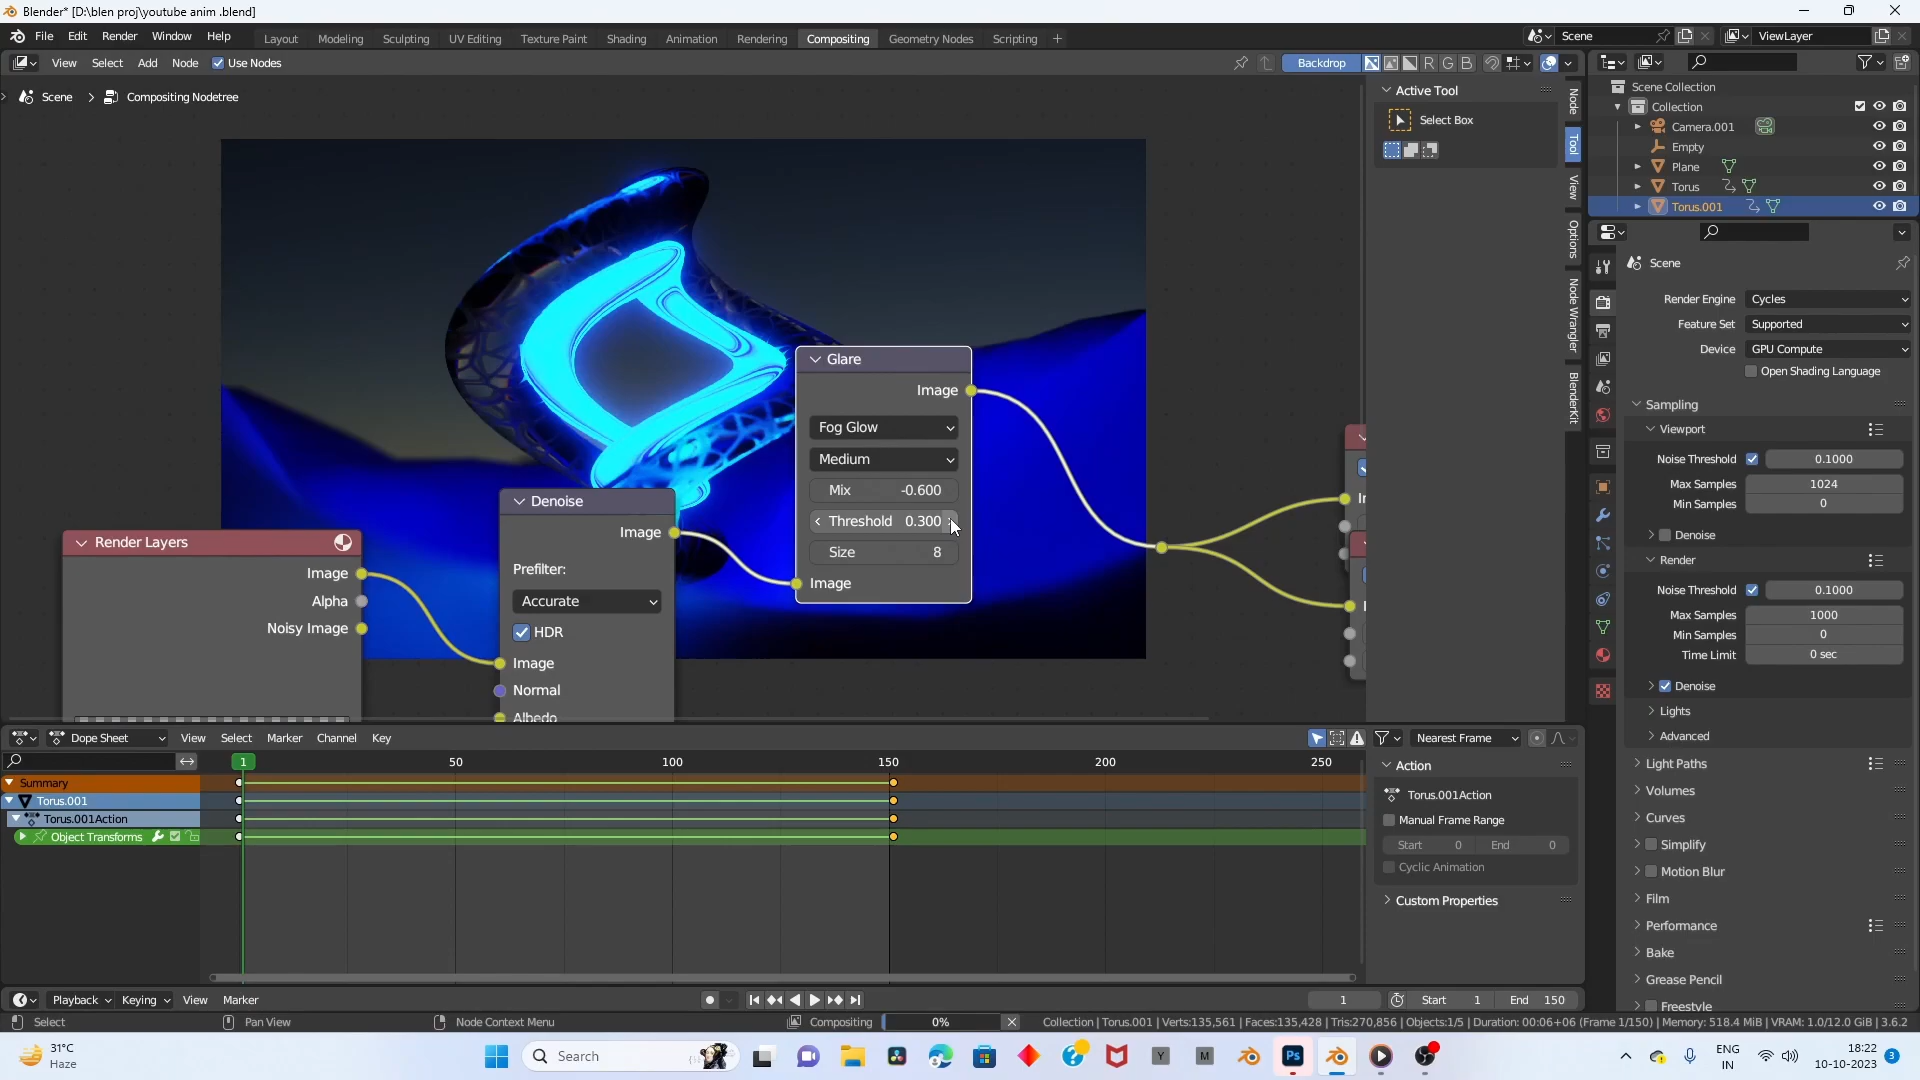 Blender* [D:\blen proj\youtube anim .blend]
File Edit Render Window Help
Layout Modeling Sculpting UV Editing Texture Paint Shading Animation Rendering Compositing Geometry Nodes Scripting +
Scene
ViewLayer
View Select Add Node Use Nodes
Backdrop
R G B
Scene > Compositing Nodetree
Active Tool
Select Box
Node
Tool
View
Options
Node Wrangler
BlenderKit
Scene Collection
Collection
Camera.001
Empty
Plane
Torus
Torus.001
Scene
Render Engine Cycles
Feature Set Supported
Device GPU Compute
Open Shading Language
Sampling
Viewport
Noise Threshold 0.1000
Max Samples 1024
Min Samples 0
Denoise
Render
Noise Threshold 0.1000
Max Samples 1000
Min Samples 0
Time Limit 0 sec
Denoise
Lights
Advanced
Light Paths
Volumes
Curves
Simplify
Motion Blur
Film
Performance
Bake
Grease Pencil
Freestyle
Glare
Image
Fog Glow
Medium
Mix -0.600
Threshold 0.300
Size 8
Image
Denoise
Image
Prefilter:
Accurate
HDR
Image
Normal
Albedo
Render Layers
Image
Alpha
Noisy Image
Dope Sheet View Select Marker Channel Key
Nearest Frame
1 50 100 150 200 250
Summary
Torus.001
Torus.001Action
Object Transforms
Action
Torus.001Action
Manual Frame Range
Start 0 End 0
Cyclic Animation
Custom Properties
Playback Keying View Marker
1 Start 1 End 150
Select Pan View Node Context Menu
Compositing 0%
Collection | Torus.001 | Verts:135,561 | Faces:135,428 | Tris:270,856 | Objects:1/5 | Duration: 00:06+06 (Frame 1/150) | Memory: 518.4 MiB | VRAM: 1.0/12.0 GiB | 3.6.2
31°C
Haze
Search
Y
M
Ps
ENG
IN
18:22
10-10-2023
3